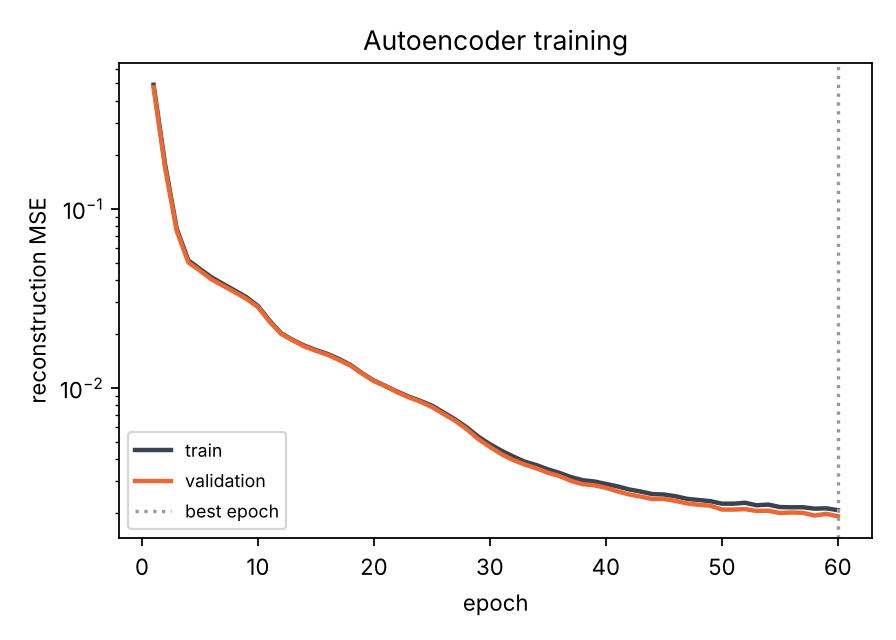 Autoencoder training
reconstruction MSE
10⁻¹
10⁻²
train
validation
best epoch
0 10 20 30 40 50 60
epoch